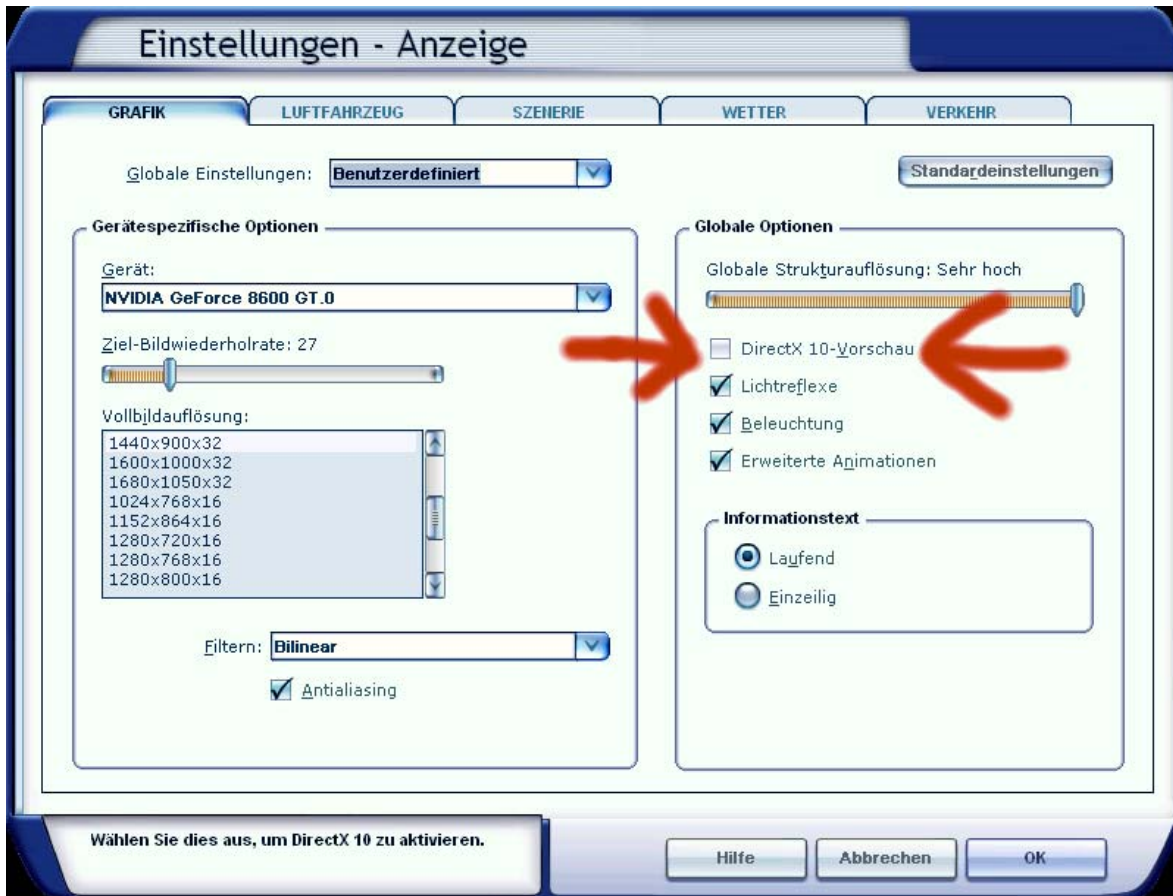 Einstellungen - Anzeige
GRAFIK
LUFTFAHRZEUG
SZENERIE
WETTER
VERKEHR
Globale Einstellungen: Benutzerdefiniert
Standardeinstellungen
Gerätespezifische Optionen
Gerät:
NVIDIA GeForce 8600 GT.0
Ziel-Bildwiederholrate: 27
Vollbildauflösung:
1440x900x32
1600x1000x32
1680x1050x32
1024x768x16
1152x864x16
1280x720x16
1280x768x16
1280x800x16
Filtern: Bilinear
Antialiasing
Globale Optionen
Globale Strukturauflösung: Sehr hoch
DirectX 10-Vorschau
Lichtreflexe
Beleuchtung
Erweiterte Animationen
Informationstext
Laufend
Einzeilig
Wählen Sie dies aus, um DirectX 10 zu aktivieren.
Hilfe
Abbrechen
OK